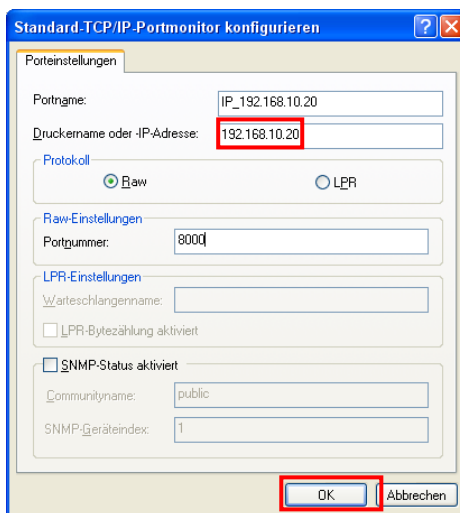 Standard-TCP/IP-Portmonitor konfigurieren
Porteinstellungen
Portname: IP_192.168.10.20
Druckername oder -IP-Adresse: 192.168.10.20
Protokoll
Raw LPR
Raw-Einstellungen
Portnummer: 8000
LPR-Einstellungen
Warteschlangenname:
LPR-Bytezählung aktiviert
SNMP-Status aktiviert
Communityname: public
SNMP-Geräteindex: 1
OK Abbrechen